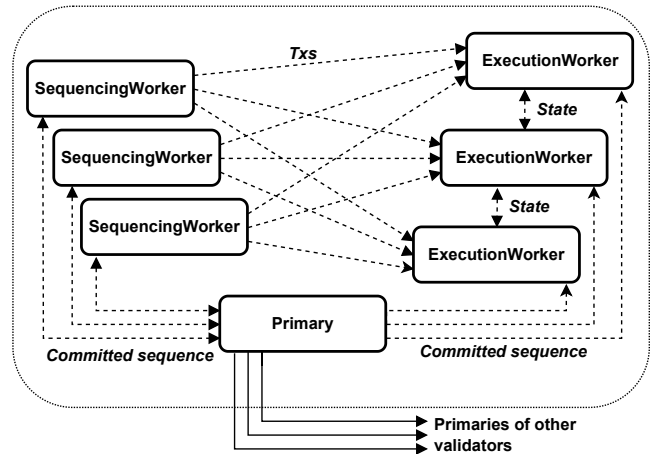 Txs
ExecutionWorker
SequencingWorker
State
SequencingWorker
ExecutionWorker
SequencingWorker
State
ExecutionWorker
Primary
Committed sequence
Committed sequence
Primaries of other
validators